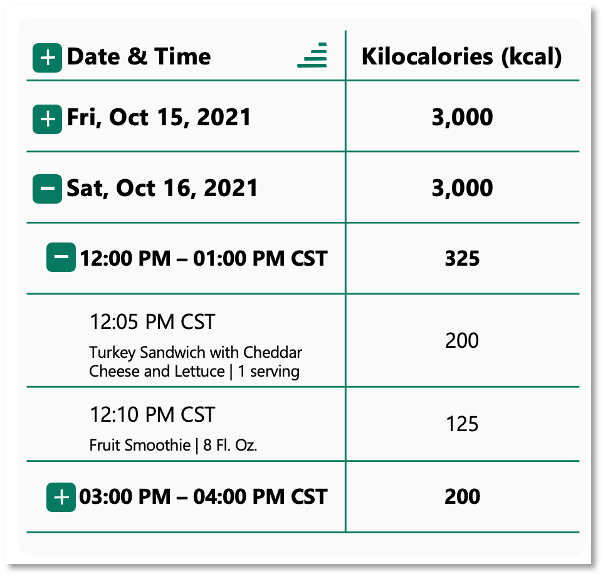 Date & Time
Kilocalories (kcal)
Fri, Oct 15, 2021
3,000
Sat, Oct 16, 2021
3,000
12:00 PM – 01:00 PM CST
325
12:05 PM CST
Turkey Sandwich with Cheddar
Cheese and Lettuce | 1 serving
200
12:10 PM CST
Fruit Smoothie | 8 Fl. Oz.
125
03:00 PM – 04:00 PM CST
200